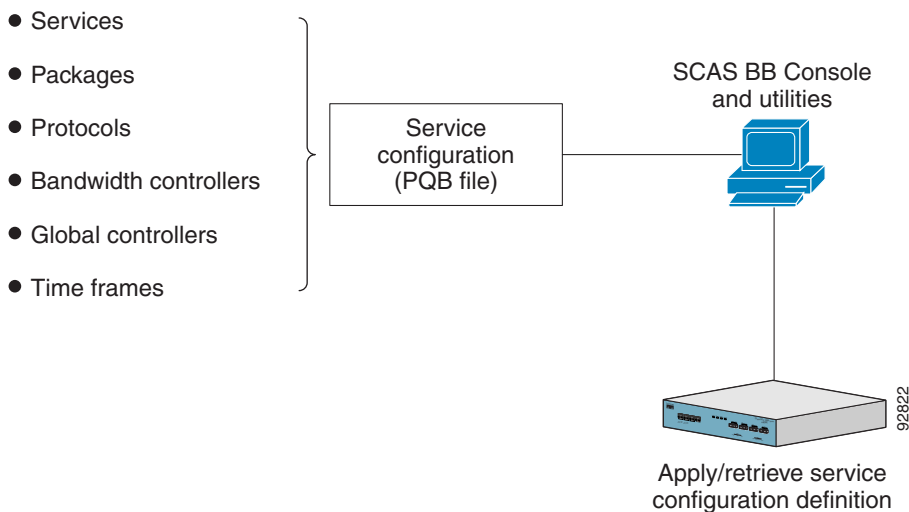 ● Services
● Packages
● Protocols
● Bandwidth controllers
● Global controllers
● Time frames
Service
configuration
(PQB file)
SCAS BB Console
and utilities
92822
Apply/retrieve service
configuration definition